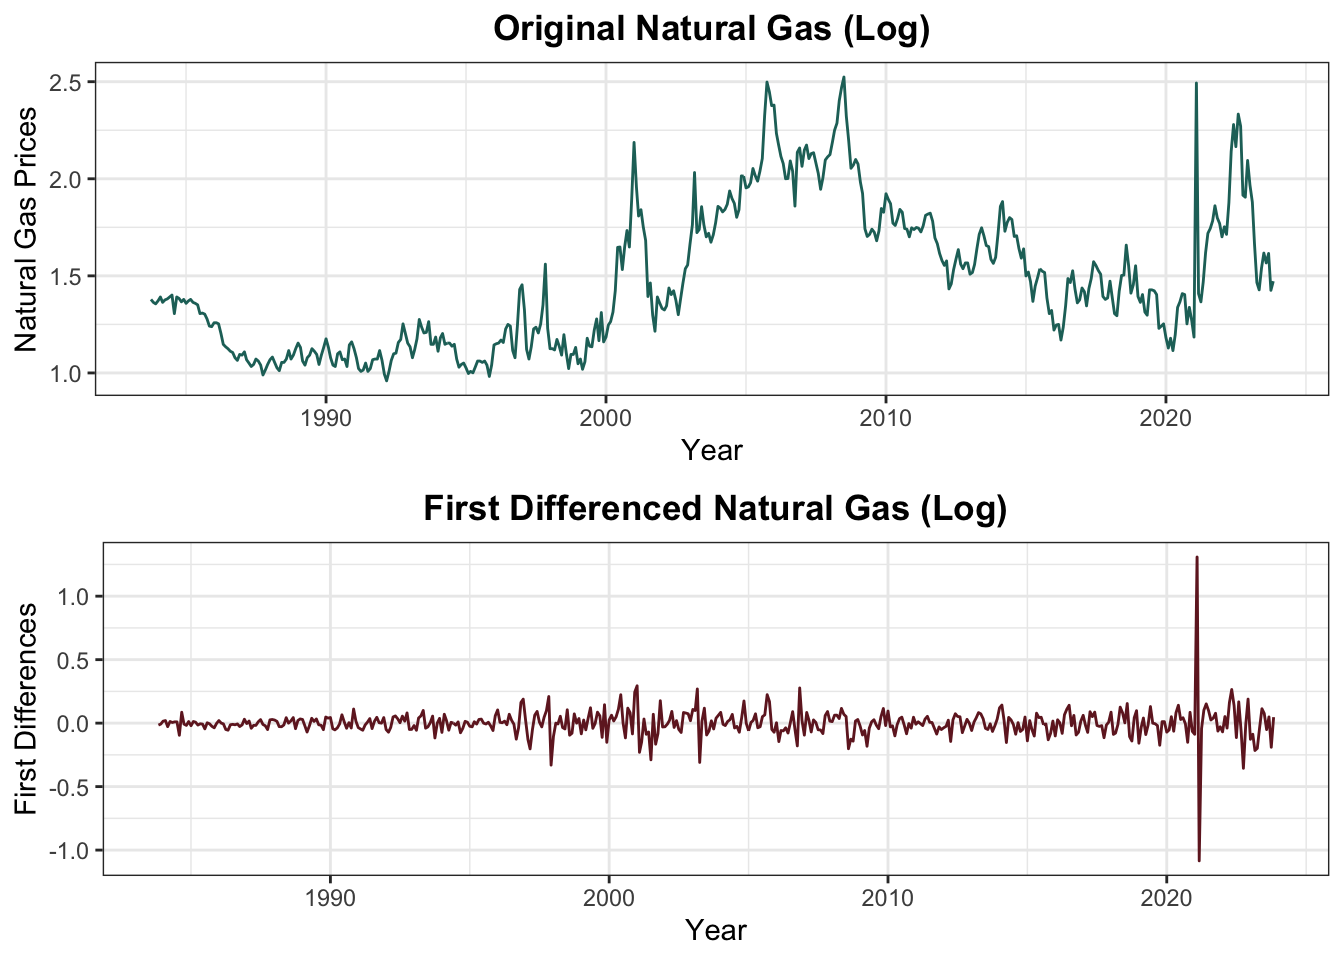 Original Natural Gas (Log)
Natural Gas Prices
2.5
2.0
1.5
1.0
1990 2000 2010 2020
Year
First Differenced Natural Gas (Log)
First Differences
1.0
0.5
0.0
-0.5
-1.0
1990 2000 2010 2020
Year